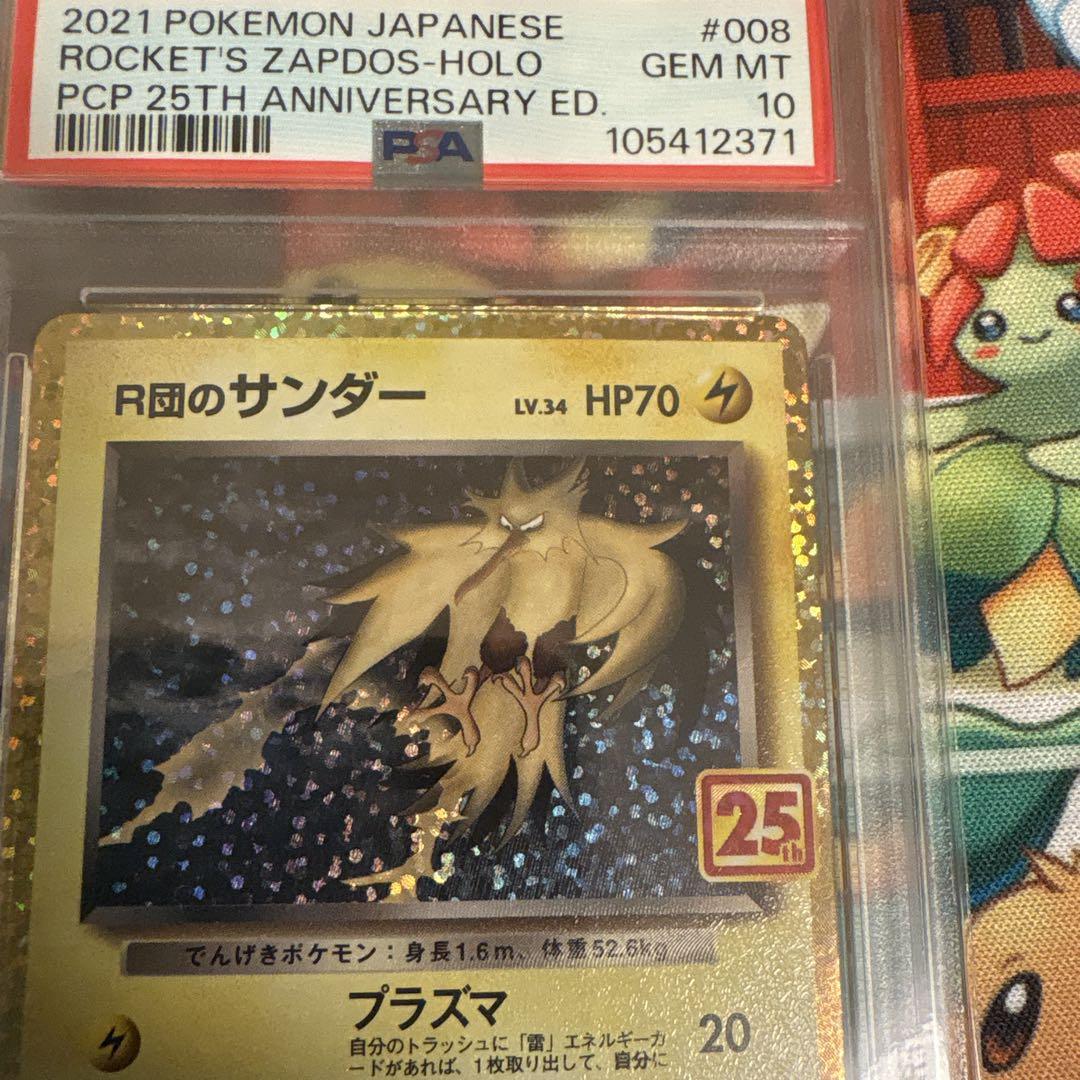 2021 POKEMON JAPANESE #008
ROCKET'S ZAPDOS-HOLO GEM MT
PCP 25TH ANNIVERSARY ED. 10
PSA 105412371
R団のサンダー LV.34 HP70
25th
でんげきポケモン：身長1.6m、体重52.6kg
プラズマ 20
自分のトラッシュに「雷」エネルギーカ
ードがあれば、1枚取り出して、自分に